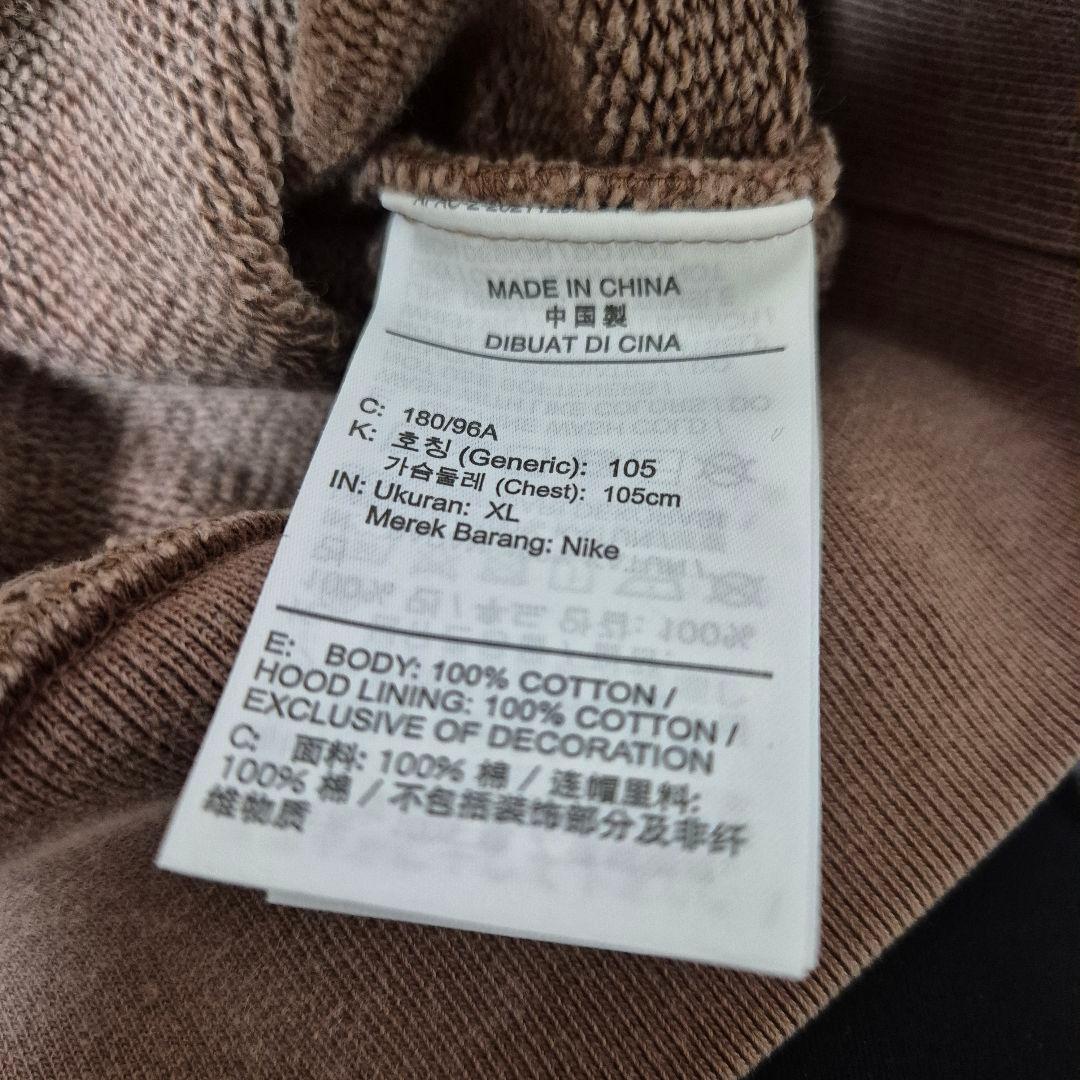 MADE IN CHINA
中国製
DIBUAT DI CINA
C: 180/96A
K: 호칭 (Generic): 105
가슴둘레 (Chest): 105cm
IN: Ukuran: XL
Merek Barang: Nike
E: BODY: 100% COTTON /
HOOD LINING: 100% COTTON /
EXCLUSIVE OF DECORATION
C: 面料: 100% 棉 / 连帽里料:
100% 棉 / 不包括装饰部分及非纤
维物质